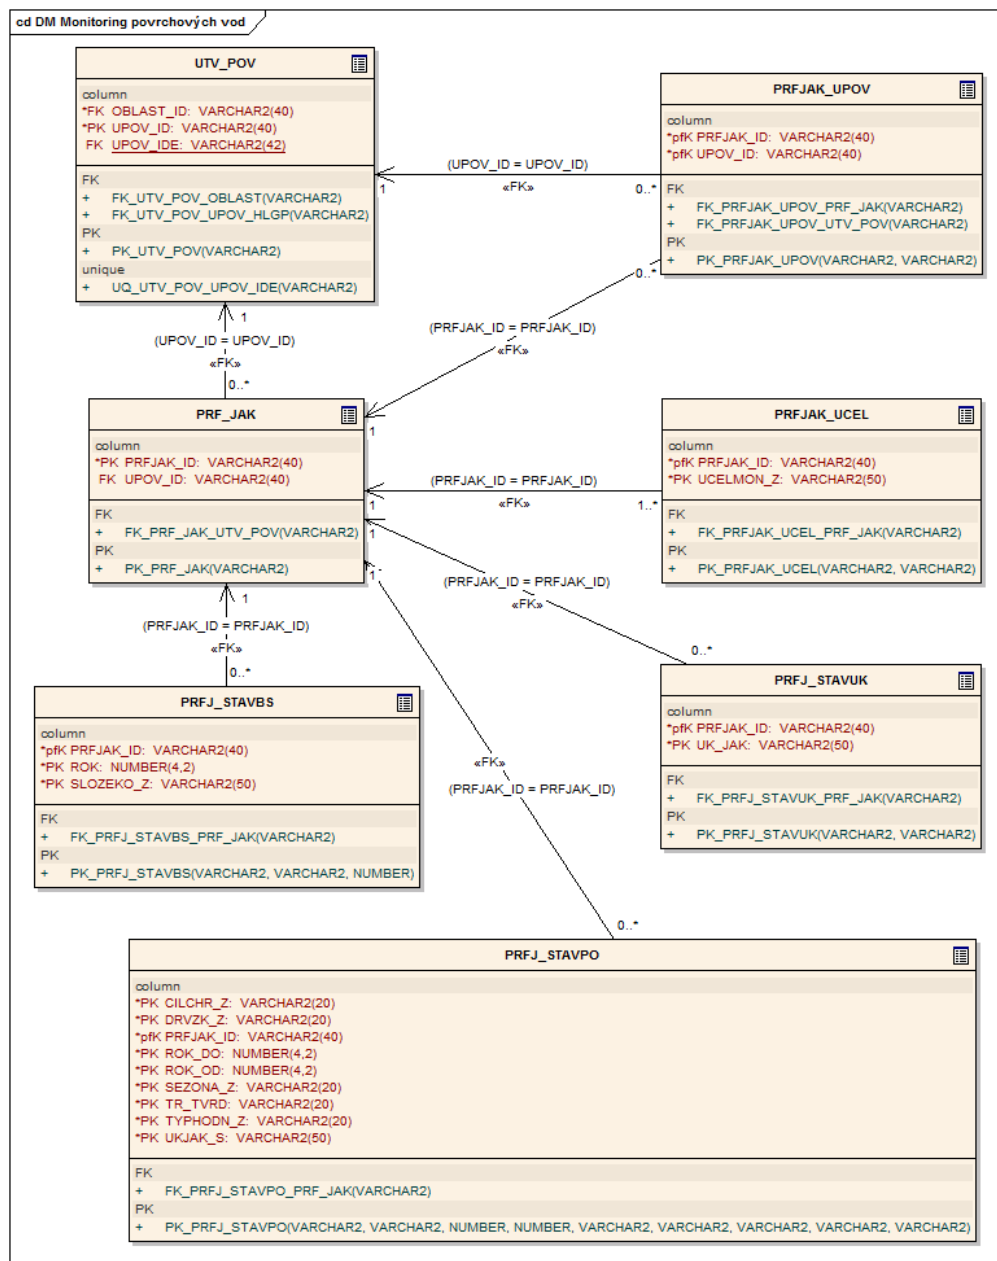 cd DM Monitoring povrchových vod
UTV_POV
column
*FK OBLAST_ID: VARCHAR2(40)
*PK UPOV_ID: VARCHAR2(40)
FK UPOV_IDE: VARCHAR2(42)
FK
+ FK_UTV_POV_OBLAST(VARCHAR2)
+ FK_UTV_POV_UPOV_HLGP(VARCHAR2)
PK
+ PK_UTV_POV(VARCHAR2)
unique
+ UQ_UTV_POV_UPOV_IDE(VARCHAR2)
PRFJAK_UPOV
column
*pfK PRFJAK_ID: VARCHAR2(40)
*pfK UPOV_ID: VARCHAR2(40)
FK
+ FK_PRFJAK_UPOV_PRF_JAK(VARCHAR2)
+ FK_PRFJAK_UPOV_UTV_POV(VARCHAR2)
PK
+ PK_PRFJAK_UPOV(VARCHAR2, VARCHAR2)
(UPOV_ID = UPOV_ID)
1
«FK»
0..*
0..*
(PRFJAK_ID = PRFJAK_ID)
«FK»
1
1
(UPOV_ID = UPOV_ID)
«FK»
0..*
PRF_JAK
column
*PK PRFJAK_ID: VARCHAR2(40)
FK UPOV_ID: VARCHAR2(40)
FK
+ FK_PRF_JAK_UTV_POV(VARCHAR2)
PK
+ PK_PRF_JAK(VARCHAR2)
PRFJAK_UCEL
column
*pfK PRFJAK_ID: VARCHAR2(40)
*PK UCELMON_Z: VARCHAR2(50)
FK
+ FK_PRFJAK_UCEL_PRF_JAK(VARCHAR2)
PK
+ PK_PRFJAK_UCEL(VARCHAR2, VARCHAR2)
(PRFJAK_ID = PRFJAK_ID)
1
«FK»
1..*
1
(PRFJAK_ID = PRFJAK_ID)
«FK»
0..*
1
«FK»
(PRFJAK_ID = PRFJAK_ID)
0..*
1
(PRFJAK_ID = PRFJAK_ID)
«FK»
0..*
PRFJ_STAVBS
column
*pfK PRFJAK_ID: VARCHAR2(40)
*PK ROK: NUMBER(4,2)
*PK SLOZEKO_Z: VARCHAR2(50)
FK
+ FK_PRFJ_STAVBS_PRF_JAK(VARCHAR2)
PK
+ PK_PRFJ_STAVBS(VARCHAR2, VARCHAR2, NUMBER)
PRFJ_STAVUK
column
*pfK PRFJAK_ID: VARCHAR2(40)
*PK UK_JAK: VARCHAR2(50)
FK
+ FK_PRFJ_STAVUK_PRF_JAK(VARCHAR2)
PK
+ PK_PRFJ_STAVUK(VARCHAR2, VARCHAR2)
PRFJ_STAVPO
column
*PK CILCHR_Z: VARCHAR2(20)
*PK DRVZK_Z: VARCHAR2(20)
*pfK PRFJAK_ID: VARCHAR2(40)
*PK ROK_DO: NUMBER(4,2)
*PK ROK_OD: NUMBER(4,2)
*PK SEZONA_Z: VARCHAR2(20)
*PK TR_TVRD: VARCHAR2(20)
*PK TYPHODN_Z: VARCHAR2(20)
*PK UKJAK_S: VARCHAR2(50)
FK
+ FK_PRFJ_STAVPO_PRF_JAK(VARCHAR2)
PK
+ PK_PRFJ_STAVPO(VARCHAR2, VARCHAR2, NUMBER, NUMBER, VARCHAR2, VARCHAR2, VARCHAR2, VARCHAR2, VARCHAR2)